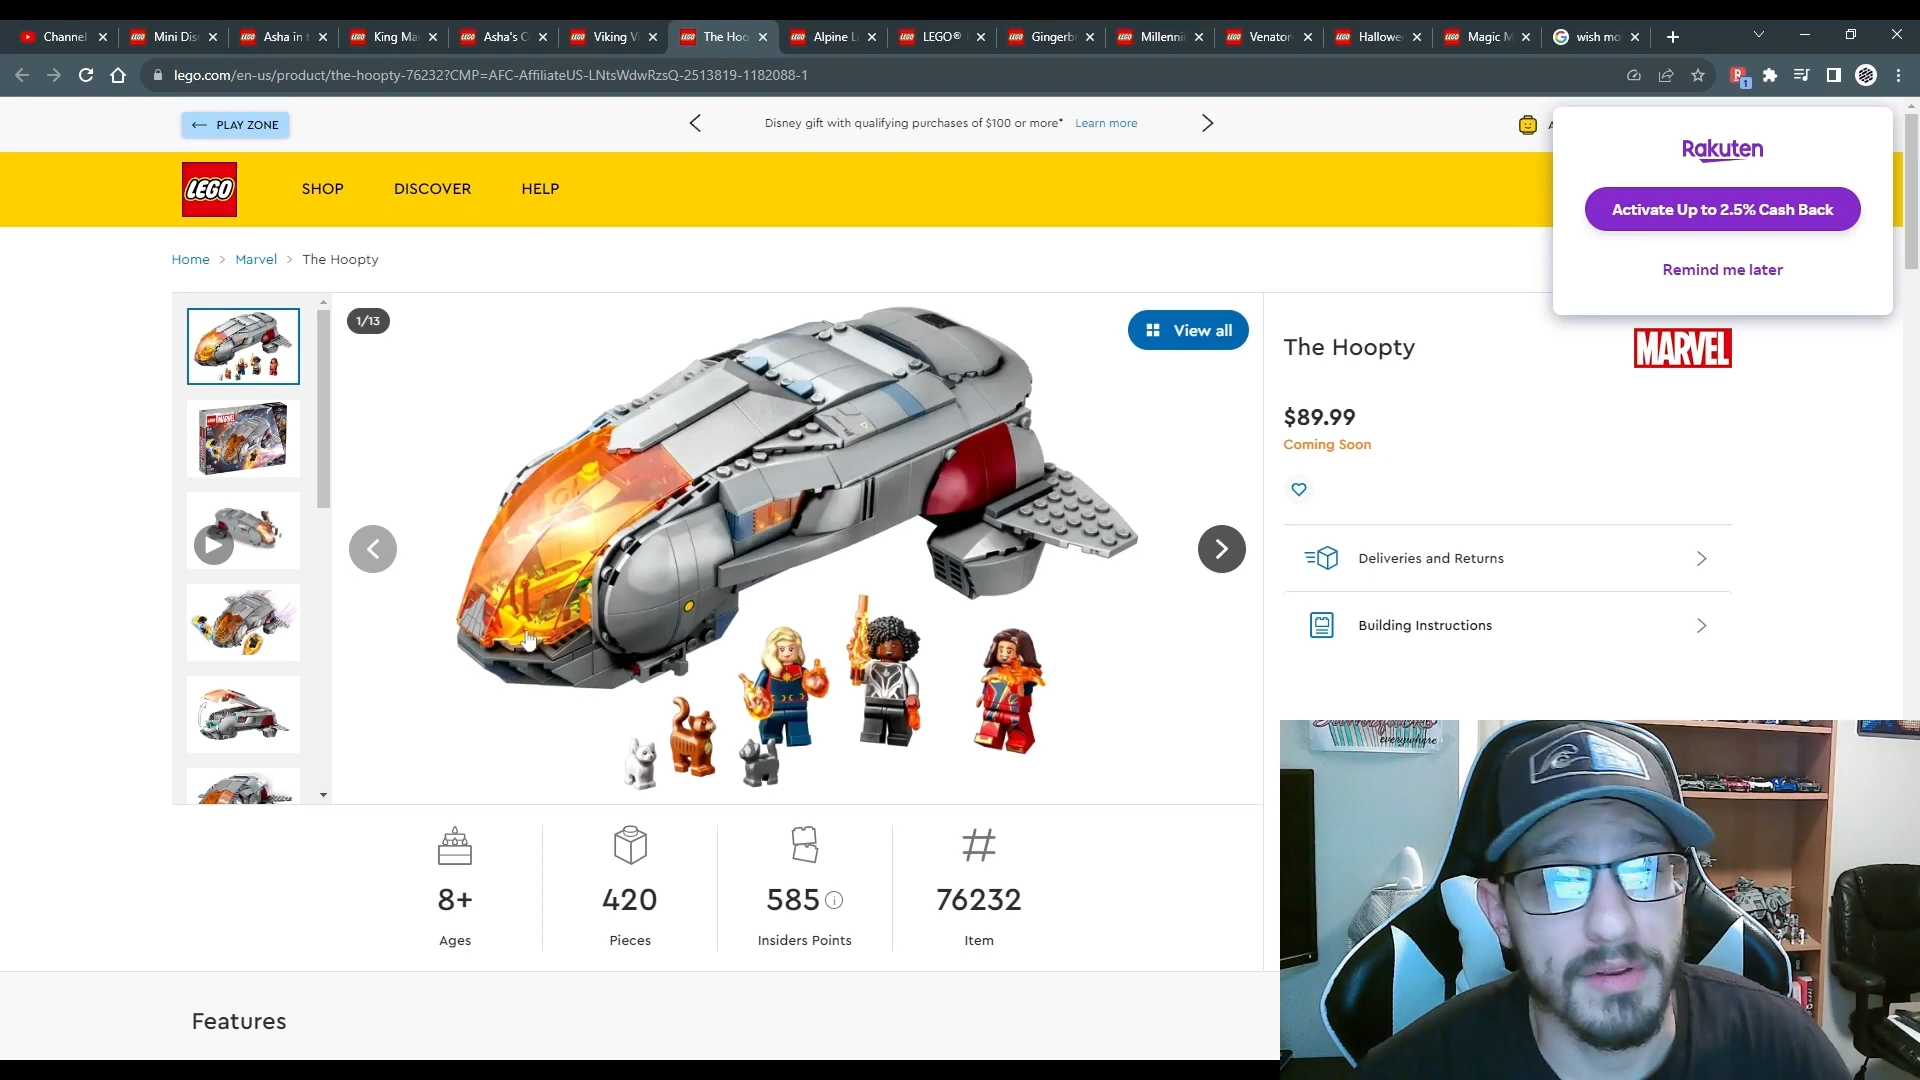 Channel
Mini Dis
Asha in t
King Ma
Asha's C
Viking Vi
The Hoo
Alpine L
LEGO®
Gingerb
Millenni
Venator-
Hallowe
Magic M
wish mo
lego.com/en-us/product/the-hoopty-76232?CMP=AFC-AffiliateUS-LNtsWdwRzsQ-2513819-1182088-1
1
PLAY ZONE
Disney gift with qualifying purchases of $100 or more* Learn more
LEGO
SHOP
DISCOVER
HELP
Rakuten
Activate Up to 2.5% Cash Back
Remind me later
Home > Marvel > The Hoopty
1/13
View all
The Hoopty
MARVEL
$89.99
Coming Soon
Deliveries and Returns
Building Instructions
8+
Ages
420
Pieces
585
Insiders Points
#
76232
Item
Features
everywhere